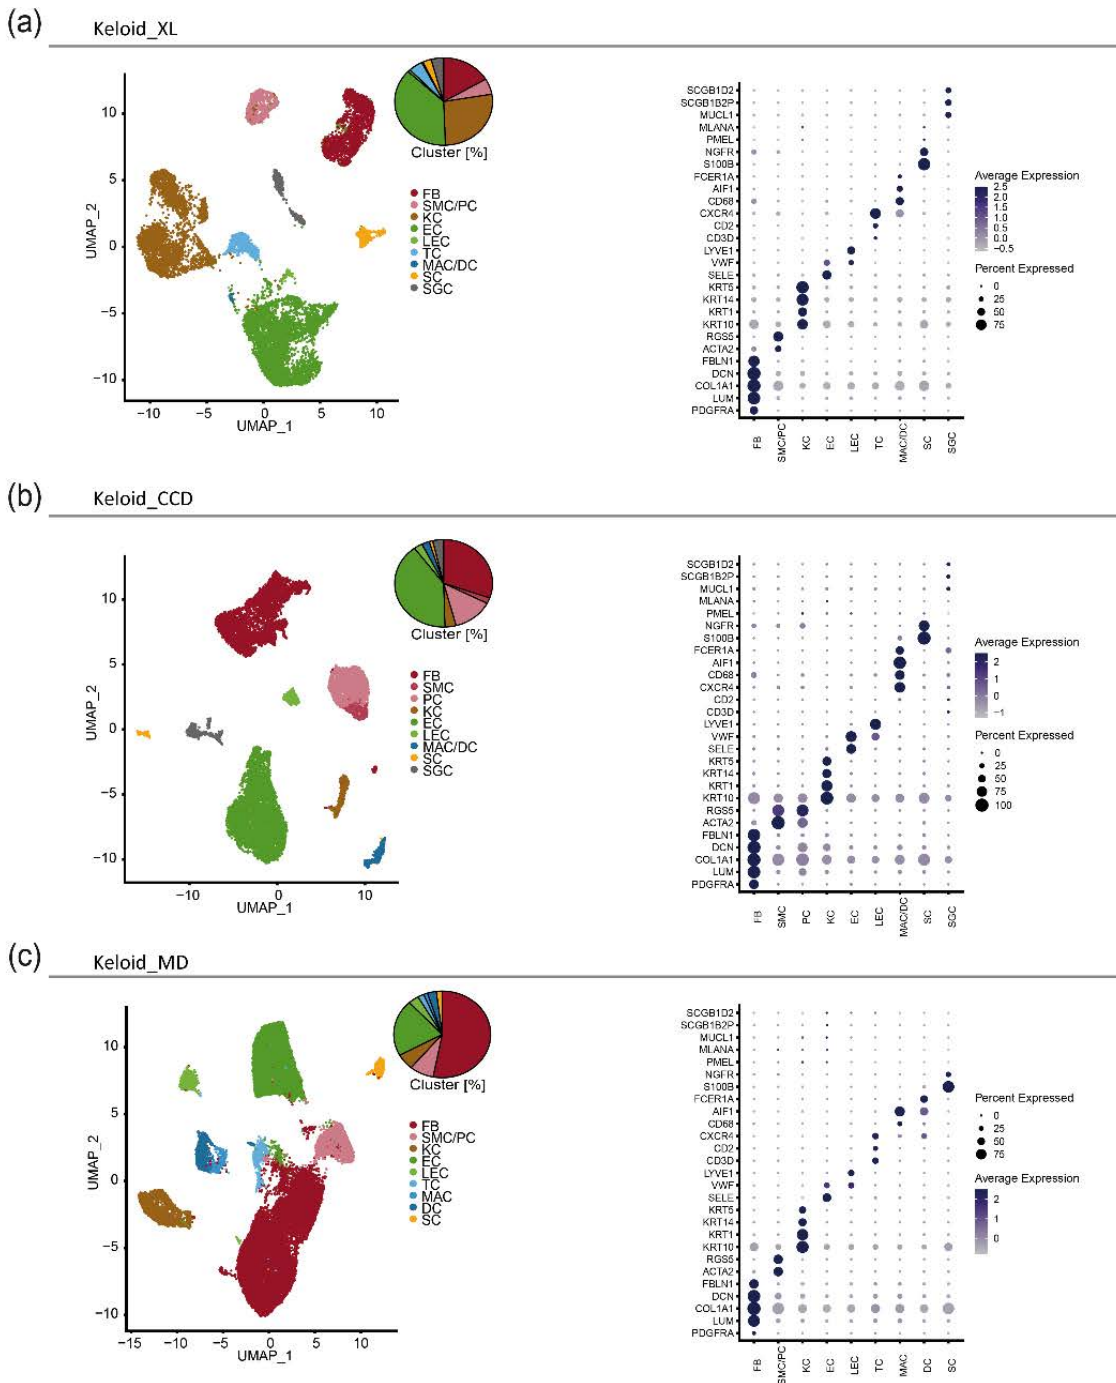 (a)
Keloid_XL
10
5
0
−5
−10
UMAP_2
−10 −5 0 5 10
UMAP_1
Cluster [%]
FB
SMC/PC
KC
EC
LEC
TC
MAC/DC
SC
SGC
SCGB1D2
SCGB1B2P
MUCL1
MLANA
PMEL
NGFR
S100B
FCER1A
AIF1
CD68
CXCR4
CD2
CD3D
LYVE1
VWF
SELE
KRT5
KRT14
KRT1
KRT10
RGS5
ACTA2
FBLN1
DCN
COL1A1
LUM
PDGFRA
FB SMC/PC KC EC LEC TC MAC/DC SC SGC
Average Expression
2.5
2.0
1.5
1.0
0.5
0.0
−0.5
Percent Expressed
0
25
50
75
(b)
Keloid_CCD
10
5
0
−5
−10
UMAP_2
−10 0 10
UMAP_1
Cluster [%]
FB
SMC
PC
KC
EC
LEC
MAC/DC
SC
SGC
SCGB1D2
SCGB1B2P
MUCL1
MLANA
PMEL
NGFR
S100B
FCER1A
AIF1
CD68
CXCR4
CD2
CD3D
LYVE1
VWF
SELE
KRT5
KRT14
KRT1
KRT10
RGS5
ACTA2
FBLN1
DCN
COL1A1
LUM
PDGFRA
FB SMC PC KC EC LEC MAC/DC SC SGC
Average Expression
2
1
0
−1
Percent Expressed
0
25
50
75
100
(c)
Keloid_MD
10
5
0
−5
−10
UMAP_2
−15 −10 −5 0 5 10
UMAP_1
Cluster [%]
FB
SMC/PC
KC
EC
LEC
TC
MAC
DC
SC
SCGB1D2
SCGB1B2P
MUCL1
MLANA
PMEL
NGFR
S100B
FCER1A
AIF1
CD68
CXCR4
CD2
CD3D
LYVE1
VWF
SELE
KRT5
KRT14
KRT1
KRT10
RGS5
ACTA2
FBLN1
DCN
COL1A1
LUM
PDGFRA
FB SMC/PC KC EC LEC TC MAC DC SC
Percent Expressed
0
25
50
75
Average Expression
2
1
0